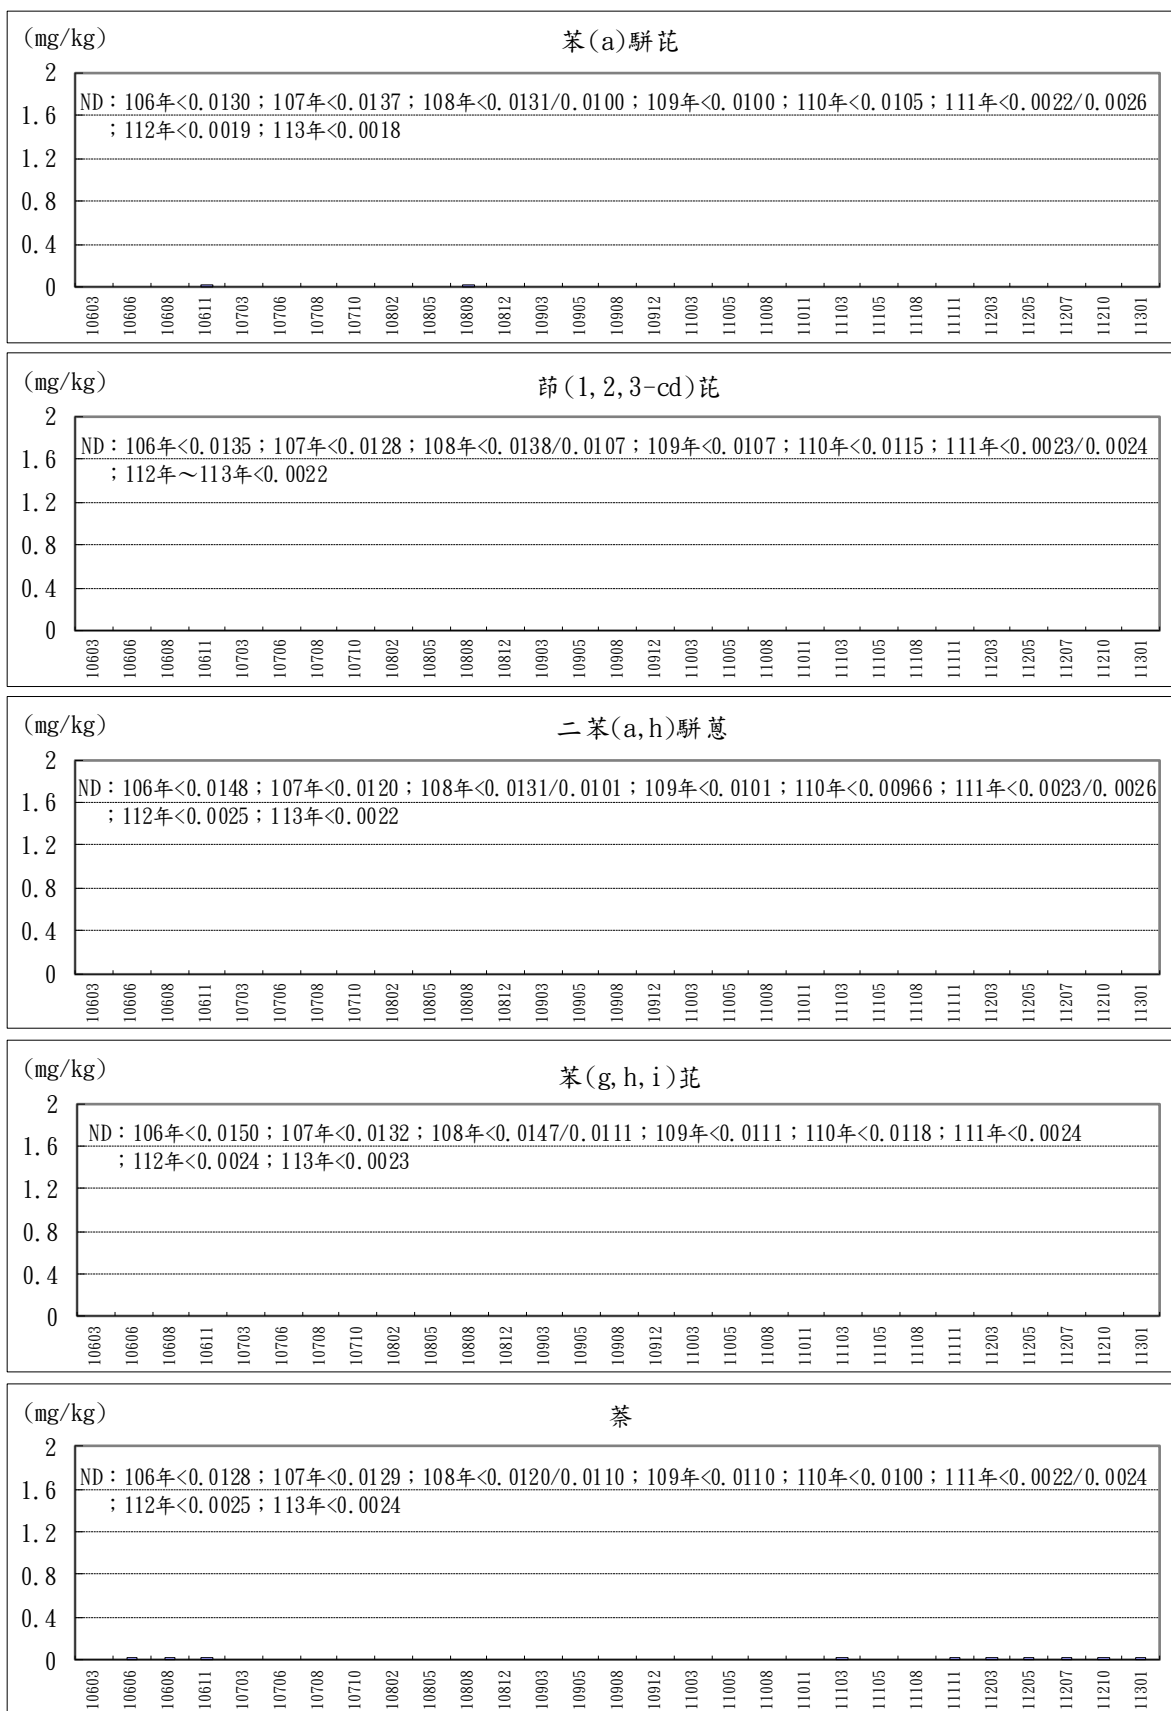 (mg/kg)
苯(a)駢芘
2
1.6
1.2
0.8
0.4
0
ND：106年<0.0130；107年<0.0137；108年<0.0131/0.0100；109年<0.0100；110年<0.0105；111年<0.0022/0.0026
；112年<0.0019；113年<0.0018
10603 10606 10608 10611 10703 10706 10708 10710 10802 10805 10808 10812 10903 10905 10908 10912 11003 11005 11008 11011 11103 11105 11108 11111 11203 11205 11207 11210 11301
(mg/kg)
茚(1,2,3-cd)芘
2
1.6
1.2
0.8
0.4
0
ND：106年<0.0135；107年<0.0128；108年<0.0138/0.0107；109年<0.0107；110年<0.0115；111年<0.0023/0.0024
；112年～113年<0.0022
10603 10606 10608 10611 10703 10706 10708 10710 10802 10805 10808 10812 10903 10905 10908 10912 11003 11005 11008 11011 11103 11105 11108 11111 11203 11205 11207 11210 11301
(mg/kg)
二苯(a,h)駢蒽
2
1.6
1.2
0.8
0.4
0
ND：106年<0.0148；107年<0.0120；108年<0.0131/0.0101；109年<0.0101；110年<0.00966；111年<0.0023/0.0026
；112年<0.0025；113年<0.0022
10603 10606 10608 10611 10703 10706 10708 10710 10802 10805 10808 10812 10903 10905 10908 10912 11003 11005 11008 11011 11103 11105 11108 11111 11203 11205 11207 11210 11301
(mg/kg)
苯(g,h,i)苝
2
1.6
1.2
0.8
0.4
0
ND：106年<0.0150；107年<0.0132；108年<0.0147/0.0111；109年<0.0111；110年<0.0118；111年<0.0024
；112年<0.0024；113年<0.0023
10603 10606 10608 10611 10703 10706 10708 10710 10802 10805 10808 10812 10903 10905 10908 10912 11003 11005 11008 11011 11103 11105 11108 11111 11203 11205 11207 11210 11301
(mg/kg)
萘
2
1.6
1.2
0.8
0.4
0
ND：106年<0.0128；107年<0.0129；108年<0.0120/0.0110；109年<0.0110；110年<0.0100；111年<0.0022/0.0024
；112年<0.0025；113年<0.0024
10603 10606 10608 10611 10703 10706 10708 10710 10802 10805 10808 10812 10903 10905 10908 10912 11003 11005 11008 11011 11103 11105 11108 11111 11203 11205 11207 11210 11301